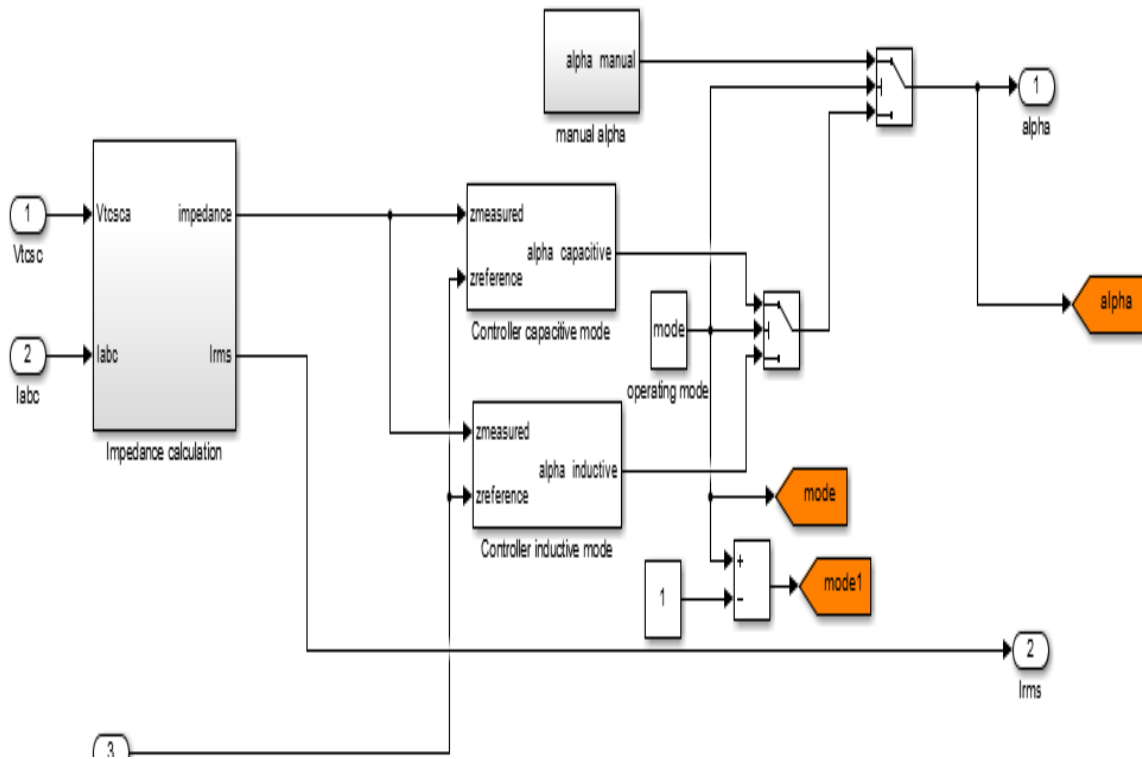 alpha manual
manual alpha
1
alpha
Vtcsca
impedance
1
Vtcsc
zmeasured
alpha capacitive
zreference
Controller capacitive mode
alpha
mode
operating mode
Iabc
Irms
2
Iabc
Impedance calculation
zmeasured
alpha inductive
zreference
Controller inductive mode
mode
+
−
mode1
1
2
Irms
3